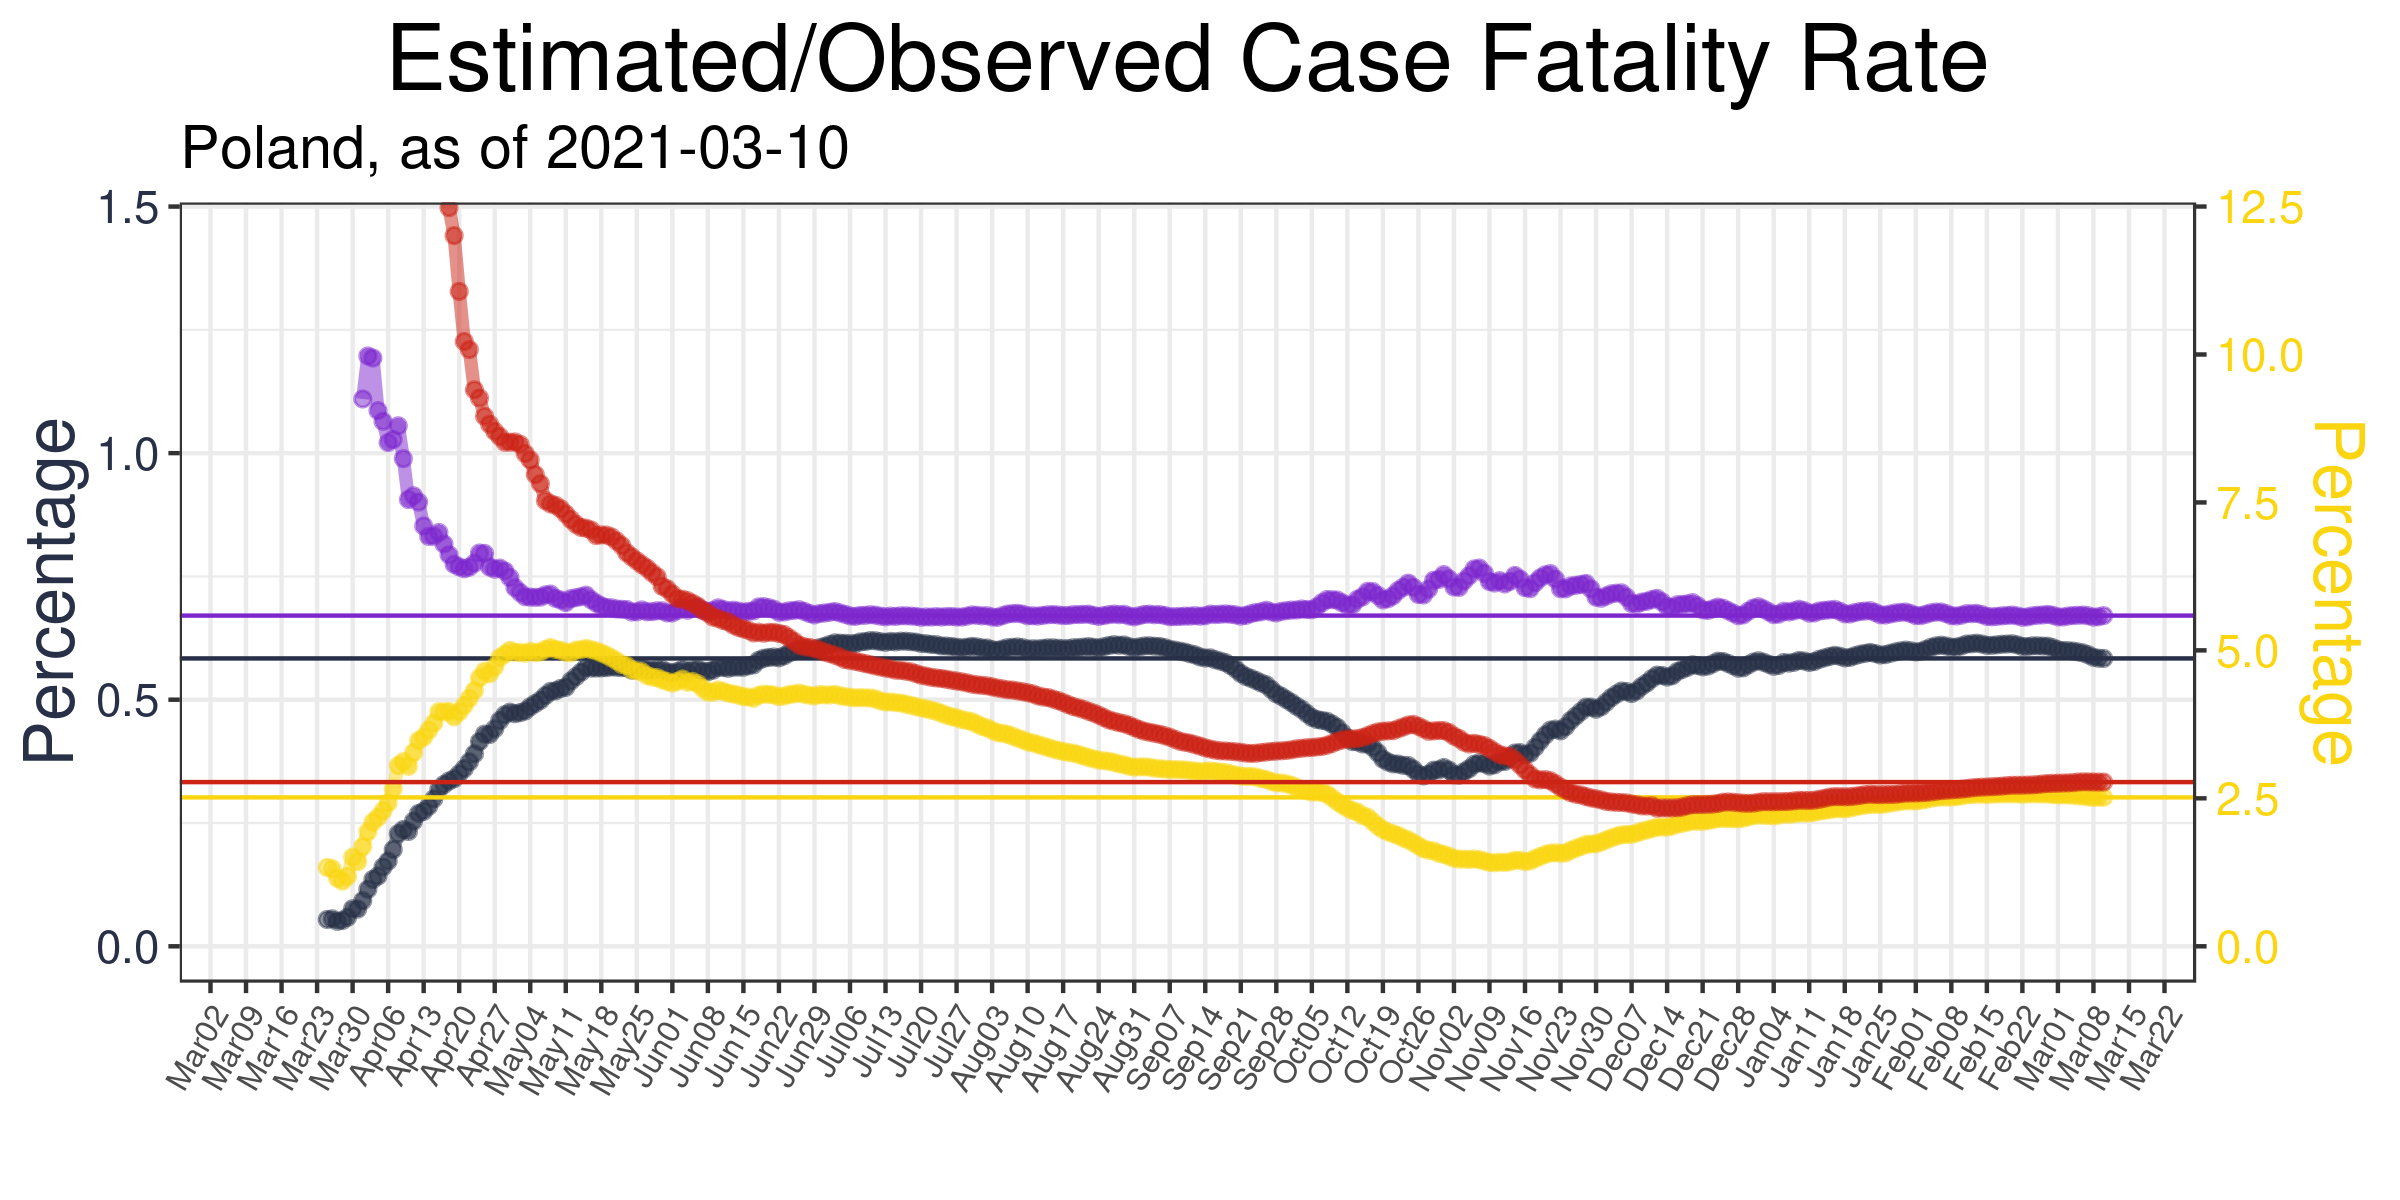 Estimated/Observed Case Fatality Rate
Poland, as of 2021-03-10
1.5
1.0
0.5
0.0
Percentage
12.5
10.0
7.5
5.0
2.5
0.0
Percentage
Mar02 Mar09 Mar16 Mar23 Mar30 Apr06 Apr13 Apr20 Apr27 May04 May11 May18 May25 Jun01 Jun08 Jun15 Jun22 Jun29 Jul06 Jul13 Jul20 Jul27 Aug03 Aug10 Aug17 Aug24 Aug31 Sep07 Sep14 Sep21 Sep28 Oct05 Oct12 Oct19 Oct26 Nov02 Nov09 Nov16 Nov23 Nov30 Dec07 Dec14 Dec21 Dec28 Jan04 Jan11 Jan18 Jan25 Feb01 Feb08 Feb15 Feb22 Mar01 Mar08 Mar15 Mar22